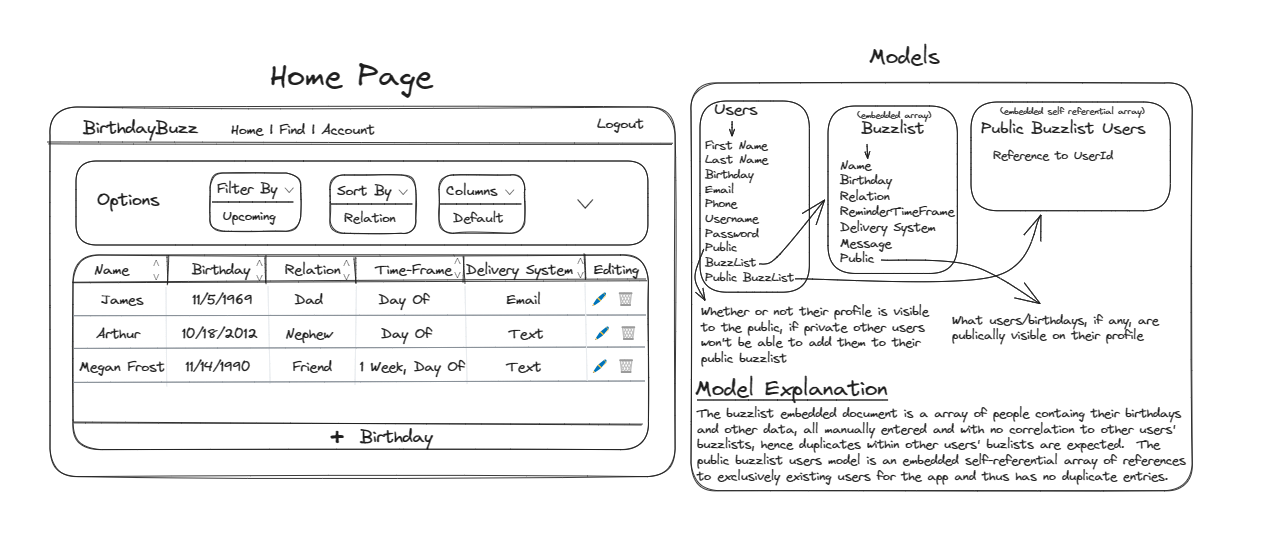 Home Page
BirthdayBuzz Home | Find | Account Logout
Options
Filter By
Upcoming
Sort By
Relation
Columns
Default
Name Birthday Relation Time-Frame Delivery System Editing
James 11/5/1969 Dad Day Of Email
Arthur 10/18/2012 Nephew Day Of Text
Megan Frost 11/14/1990 Friend 1 Week, Day Of Text
+ Birthday
Models
Users
First Name
Last Name
Birthday
Email
Phone
Username
Password
Public
BuzzList
Public BuzzList
(embedded array)
Buzzlist
Name
Birthday
Relation
ReminderTimeFrame
Delivery System
Message
Public
(embedded self referential array)
Public Buzzlist Users
Reference to UserId
Whether or not their profile is visible
to the public, if private other users
won't be able to add them to their
public buzzlist
What users/birthdays, if any, are
publically visible on their profile
Model Explanation
The buzzlist embedded document is a array of people containg their birthdays
and other data, all manually entered and with no correlation to other users'
buzzlists, hence duplicates within other users' buzlists are expected. The
public buzzlist users model is an embedded self-referential array of references
to exclusively existing users for the app and thus has no duplicate entries.